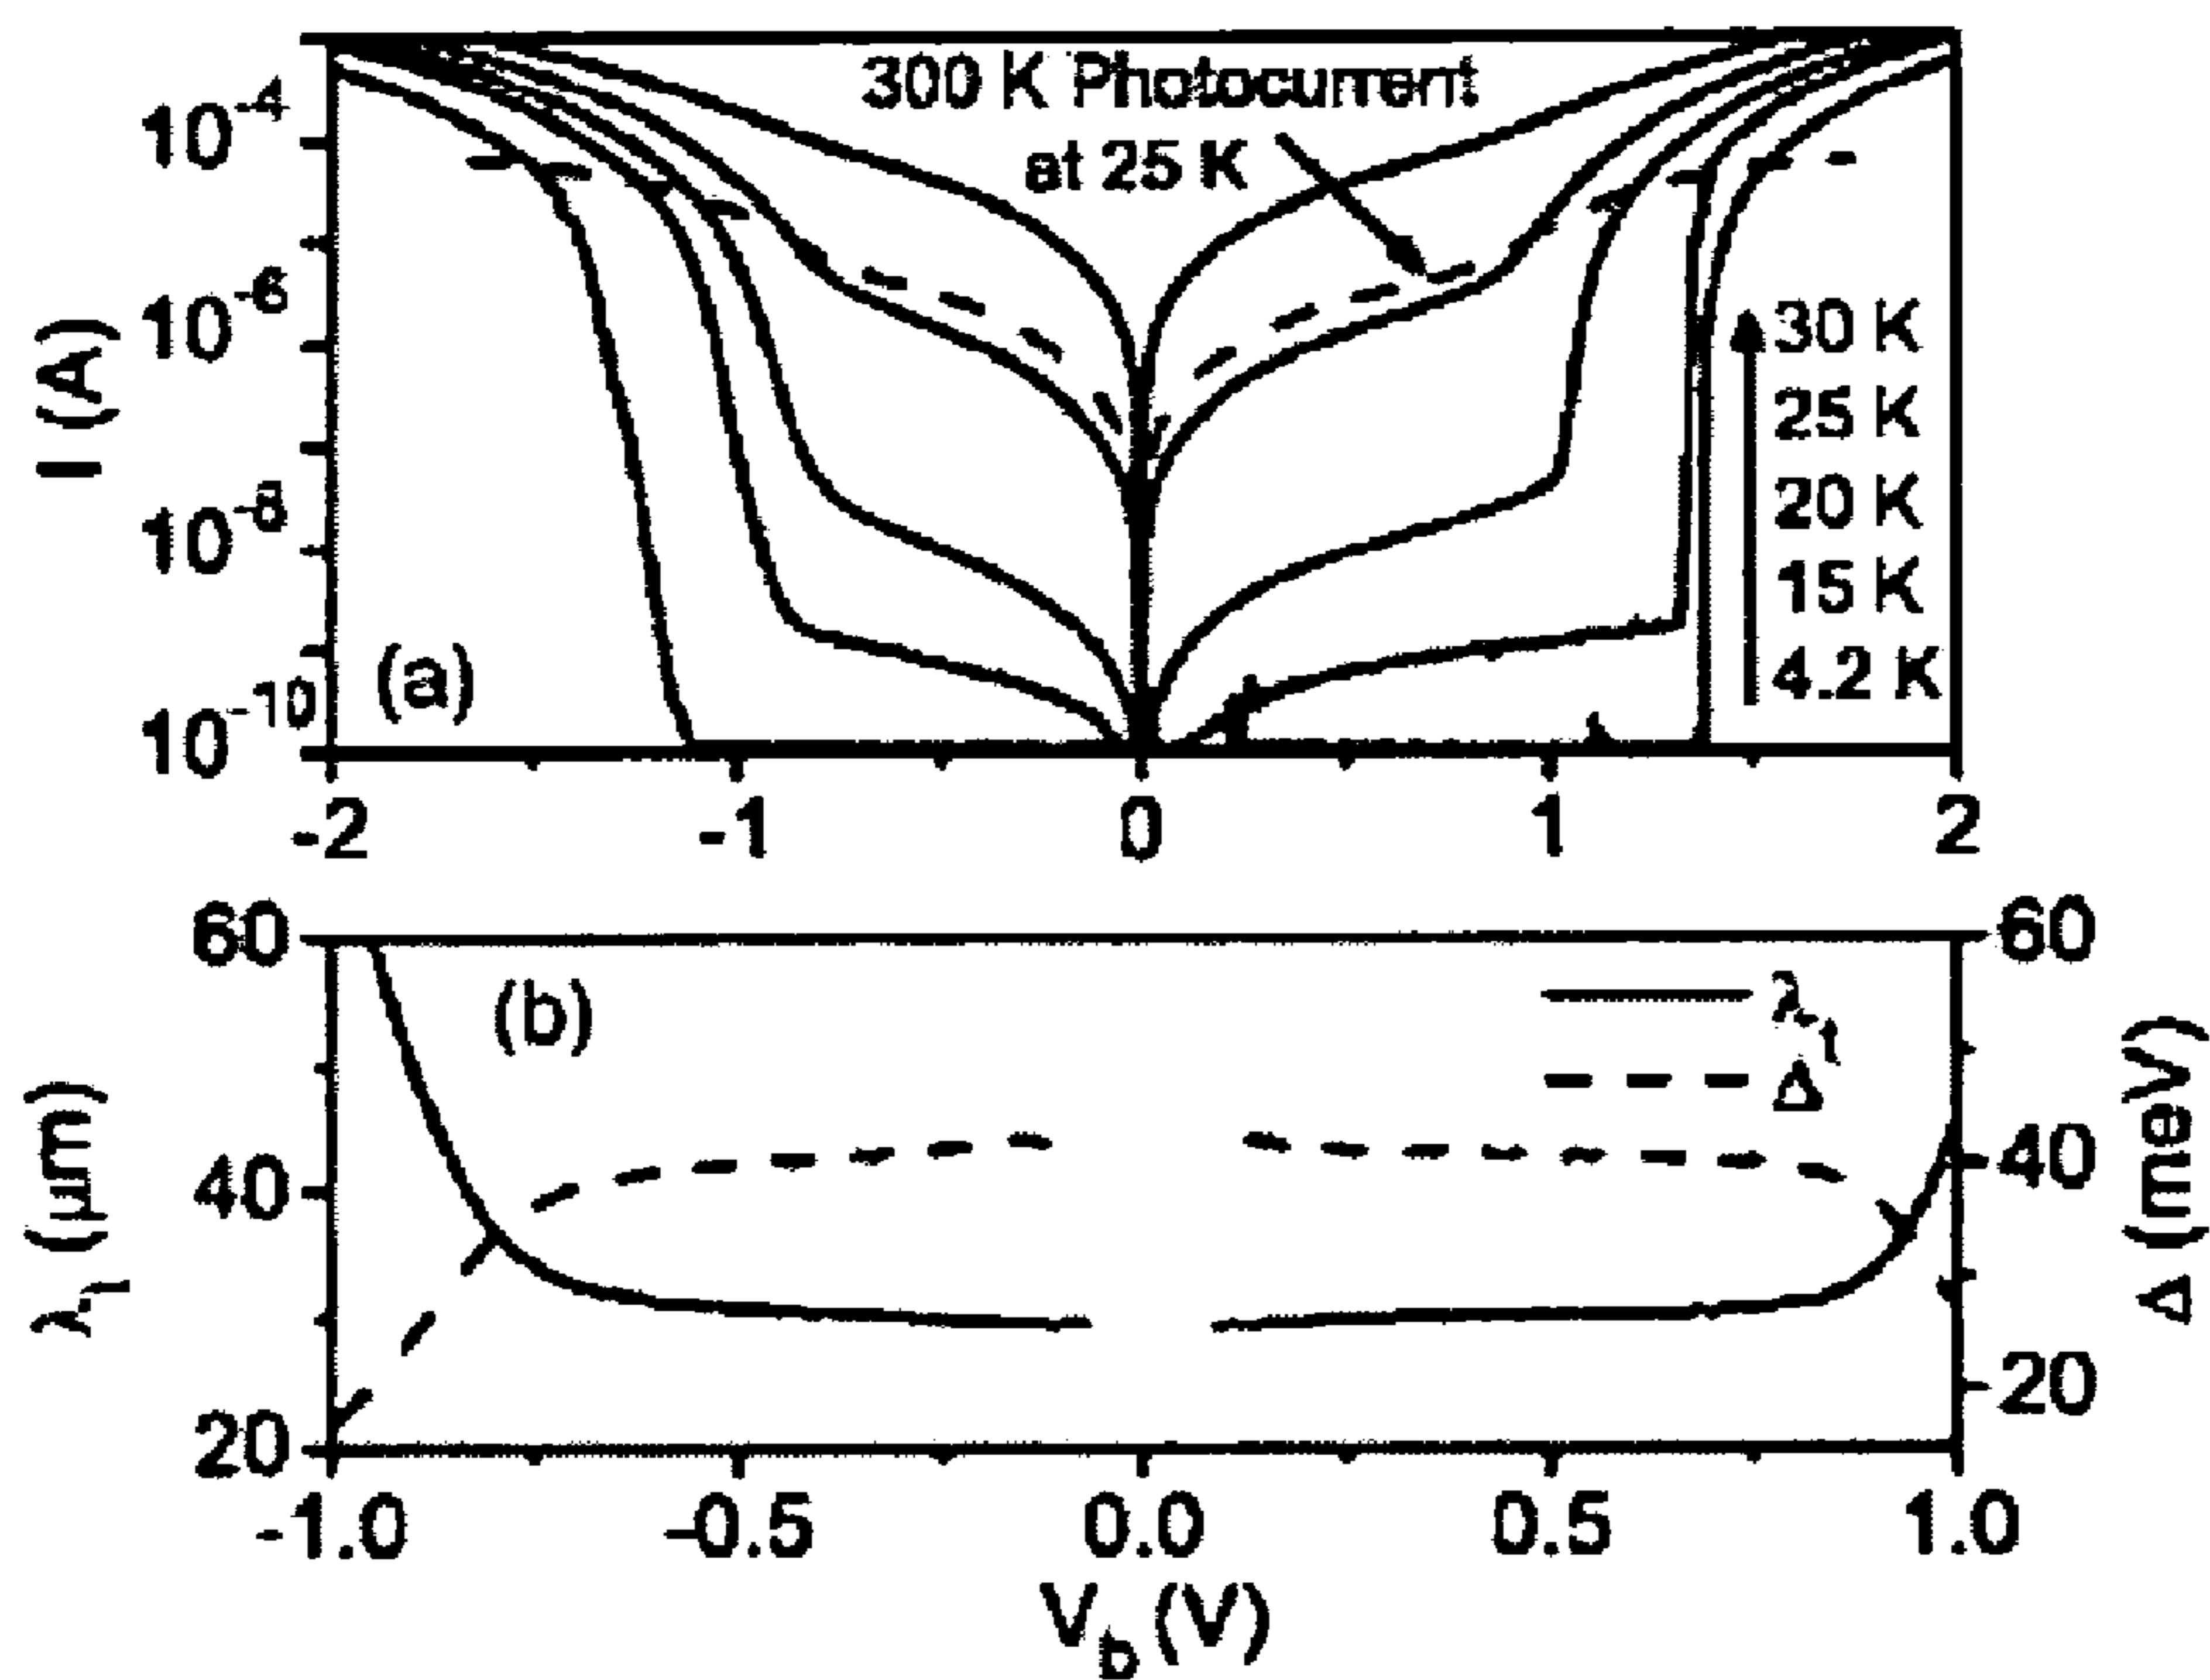 300 K Photocurrent
at 25 K
10-4
10-6
10-8
10-10
I (A)
(a)
30 K
25 K
20 K
15 K
4.2 K
-2
-1
0
1
2
60
40
20
λt (μm)
(b)
λt
Δ
60
40
20
Δ (meV)
-1.0
-0.5
0.0
0.5
1.0
Vb (V)